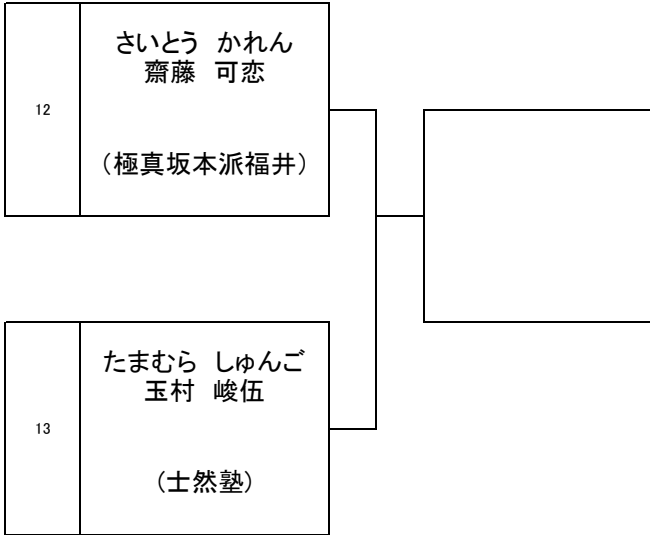 さいとう かれん
齋藤 可恋
12
（極真坂本派福井）
たまむら しゅんご
玉村 峻伍
13
（士然塾）